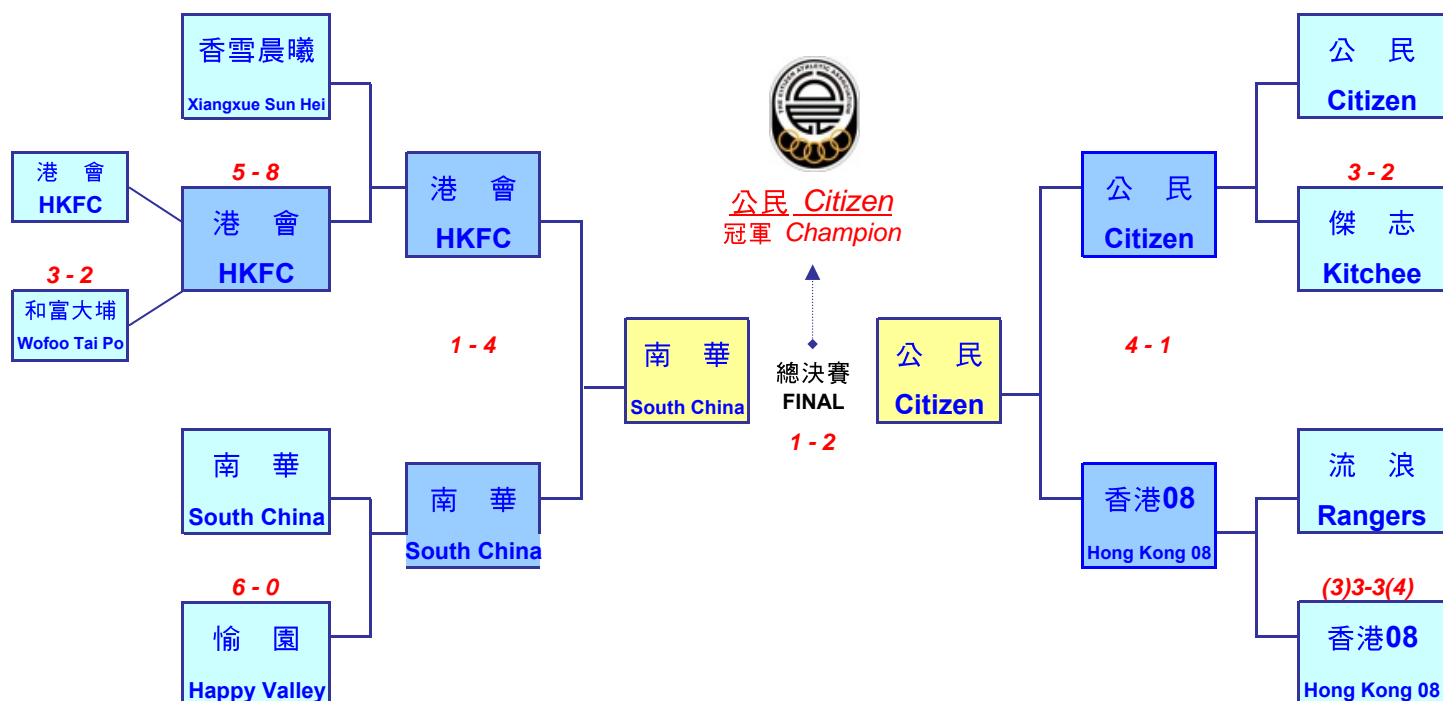 香雪晨曦
Xiangxue Sun Hei
5 - 8
港 會
HKFC
3 - 2
和富大埔
Wofoo Tai Po
港 會
HKFC
港 會
HKFC
1 - 4
南 華
South China
6 - 0
愉 園
Happy Valley
南 華
South China
南 華
South China
THE CITIZEN ATHLETIC ASSOCIATION
公民 Citizen
冠軍 Champion
總決賽
FINAL
1 - 2
公 民
Citizen
公 民
Citizen
4 - 1
香港08
Hong Kong 08
公 民
Citizen
3 - 2
傑 志
Kitchee
流 浪
Rangers
(3)3-3(4)
香港08
Hong Kong 08